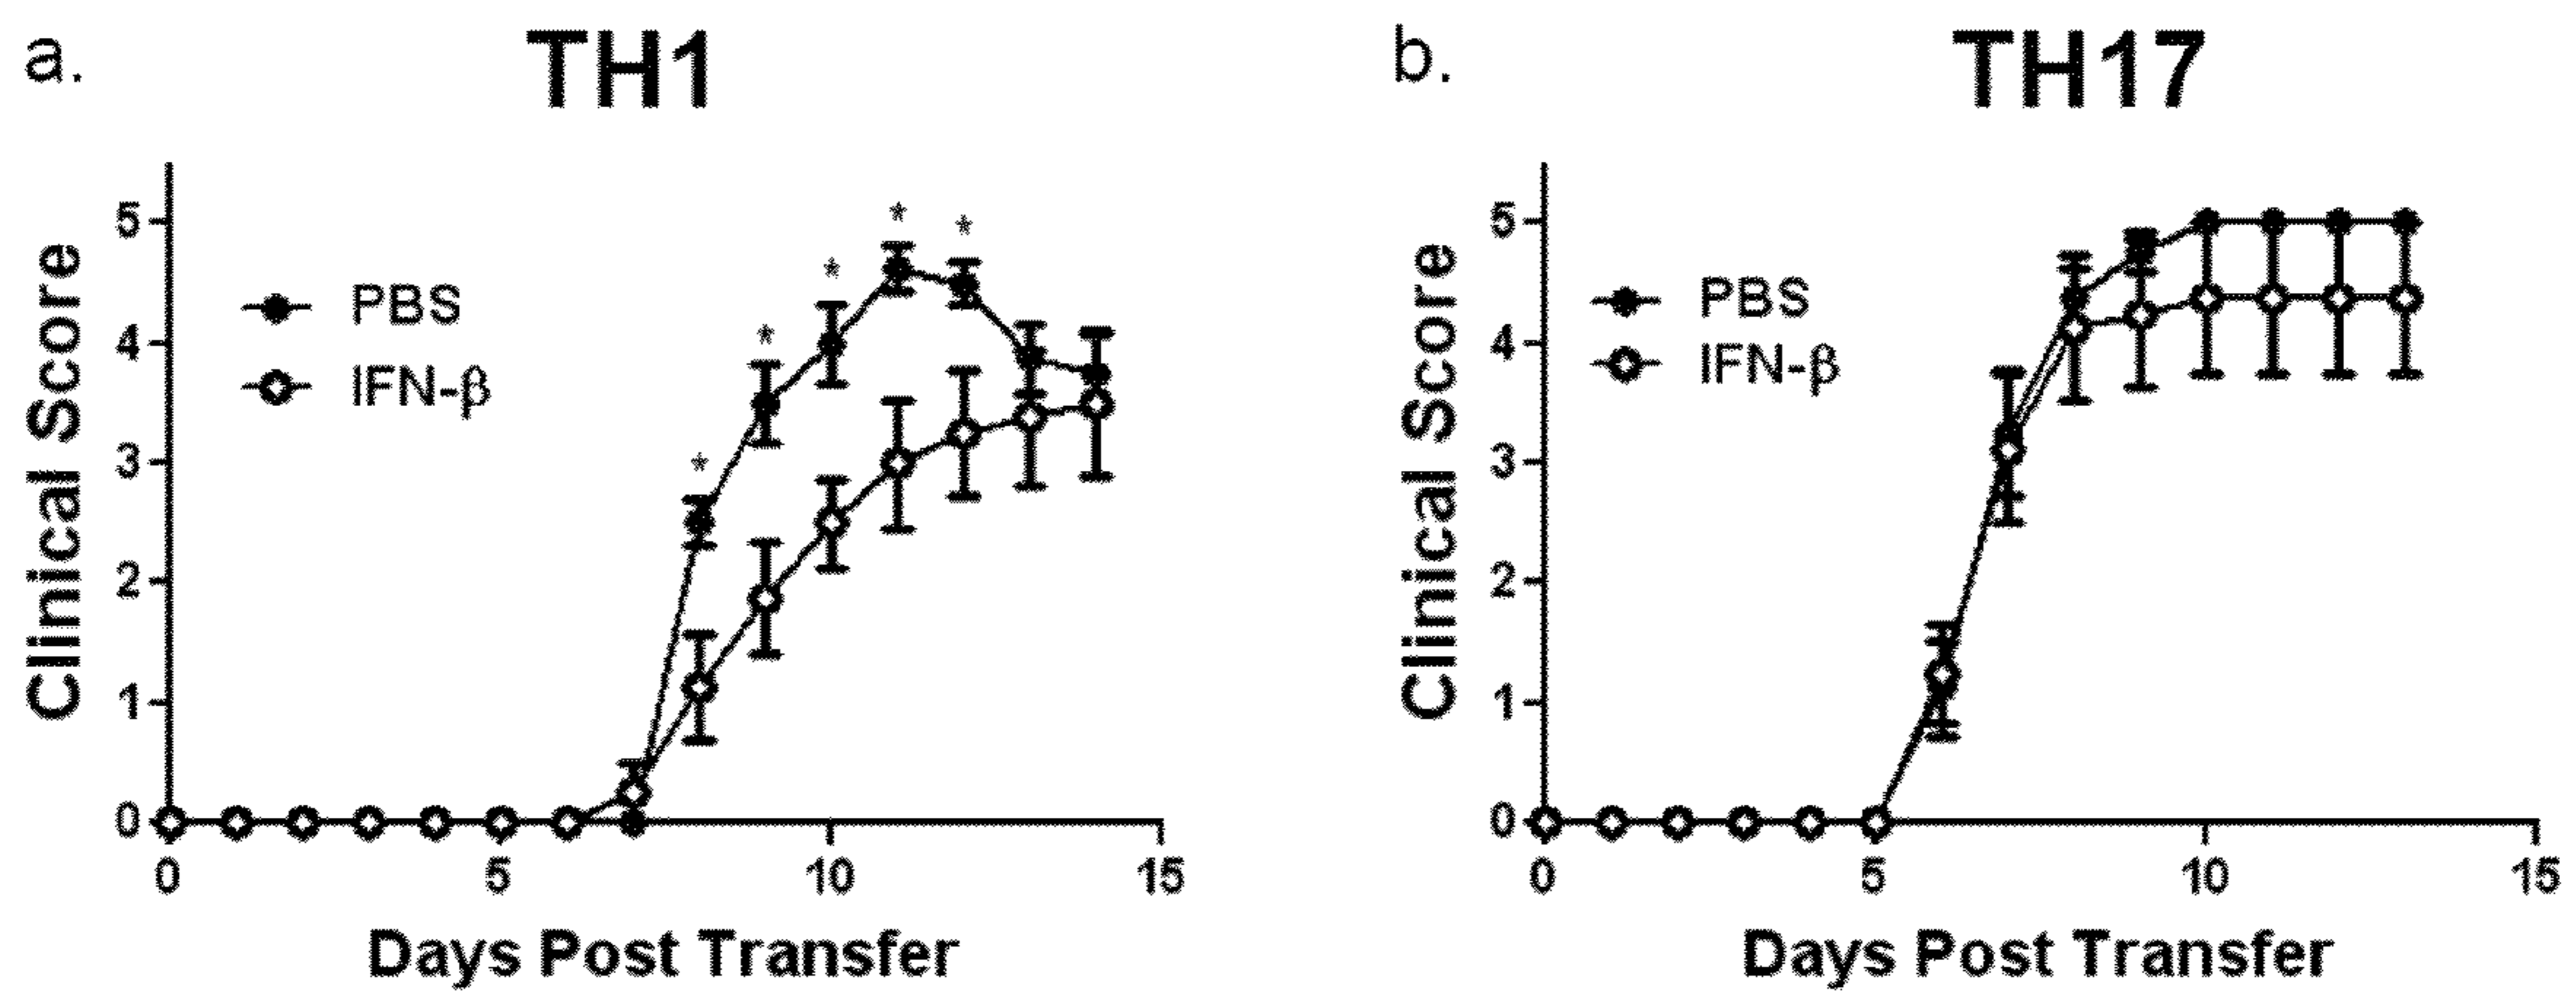 a.
TH1
Clinical Score
5
4
3
2
1
0
PBS
IFN-β
*
*
*
*
*
0
5
10
15
Days Post Transfer
b.
TH17
Clinical Score
5
4
3
2
1
0
PBS
IFN-β
0
5
10
15
Days Post Transfer